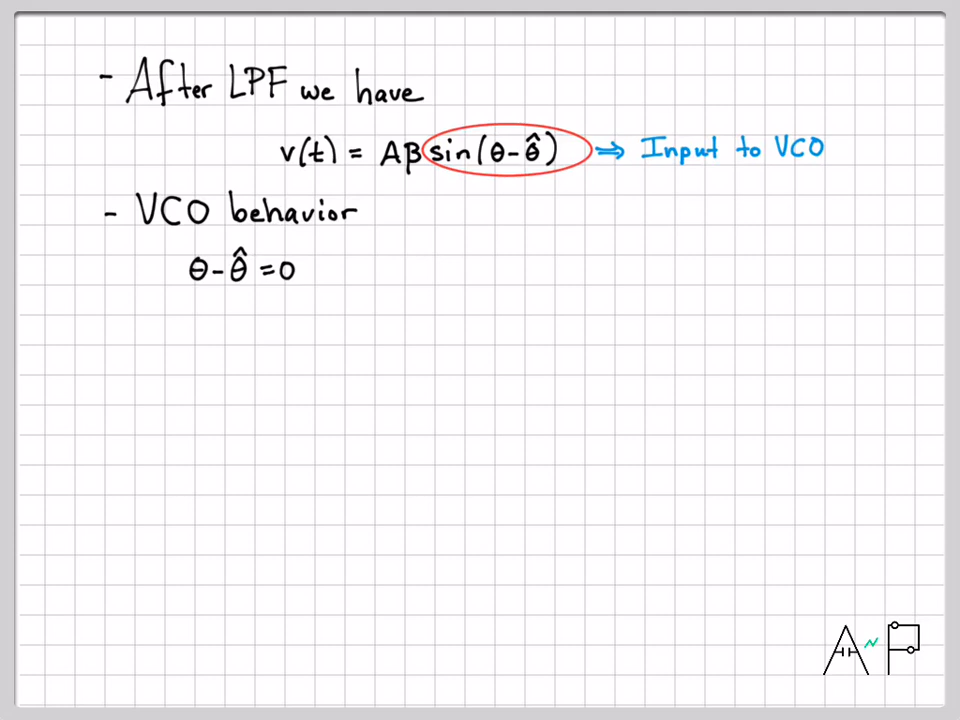 - After LPF we have
v(t) = Aβ sin(θ-θ̂) ⇒ Input to VCO
- VCO behavior
θ-θ̂ = 0
A~P